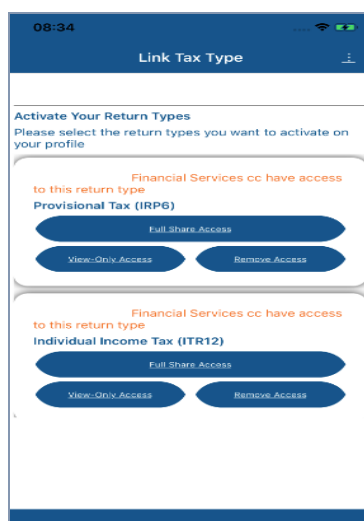 08:34
Link Tax Type
Activate Your Return Types
Please select the return types you want to activate on
your profile
Financial Services cc have access
to this return type
Provisional Tax (IRP6)
Full Share Access
View-Only Access Remove Access
Financial Services cc have access
to this return type
Individual Income Tax (ITR12)
Full Share Access
View-Only Access Remove Access